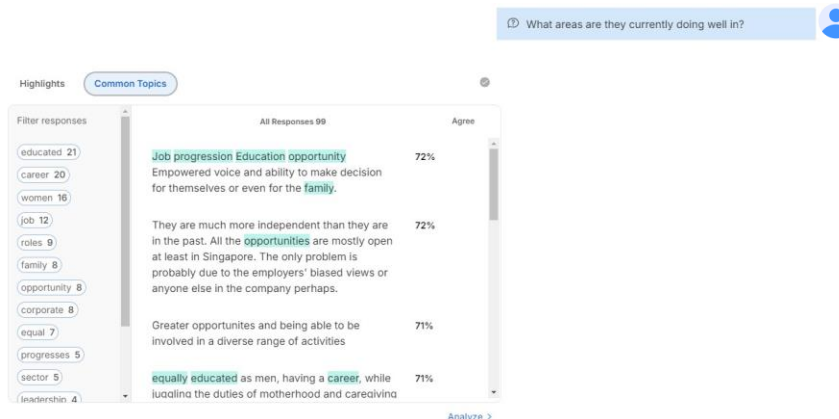 What areas are they currently doing well in?
Highlights
Common Topics
Filter responses
All Responses 99
Agree
educated 21
career 20
women 16
job 12
roles 9
family 8
opportunity 8
corporate 8
equal 7
progresses 5
sector 5
leadership 4
Job progression Education opportunity
Empowered voice and ability to make decision
for themselves or even for the family.
72%
They are much more independent than they are
in the past. All the opportunities are mostly open
at least in Singapore. The only problem is
probably due to the employers' biased views or
anyone else in the company perhaps.
72%
Greater opportunites and being able to be
involved in a diverse range of activities
71%
equally educated as men, having a career, while
juggling the duties of motherhood and caregiving
71%
Analyze >